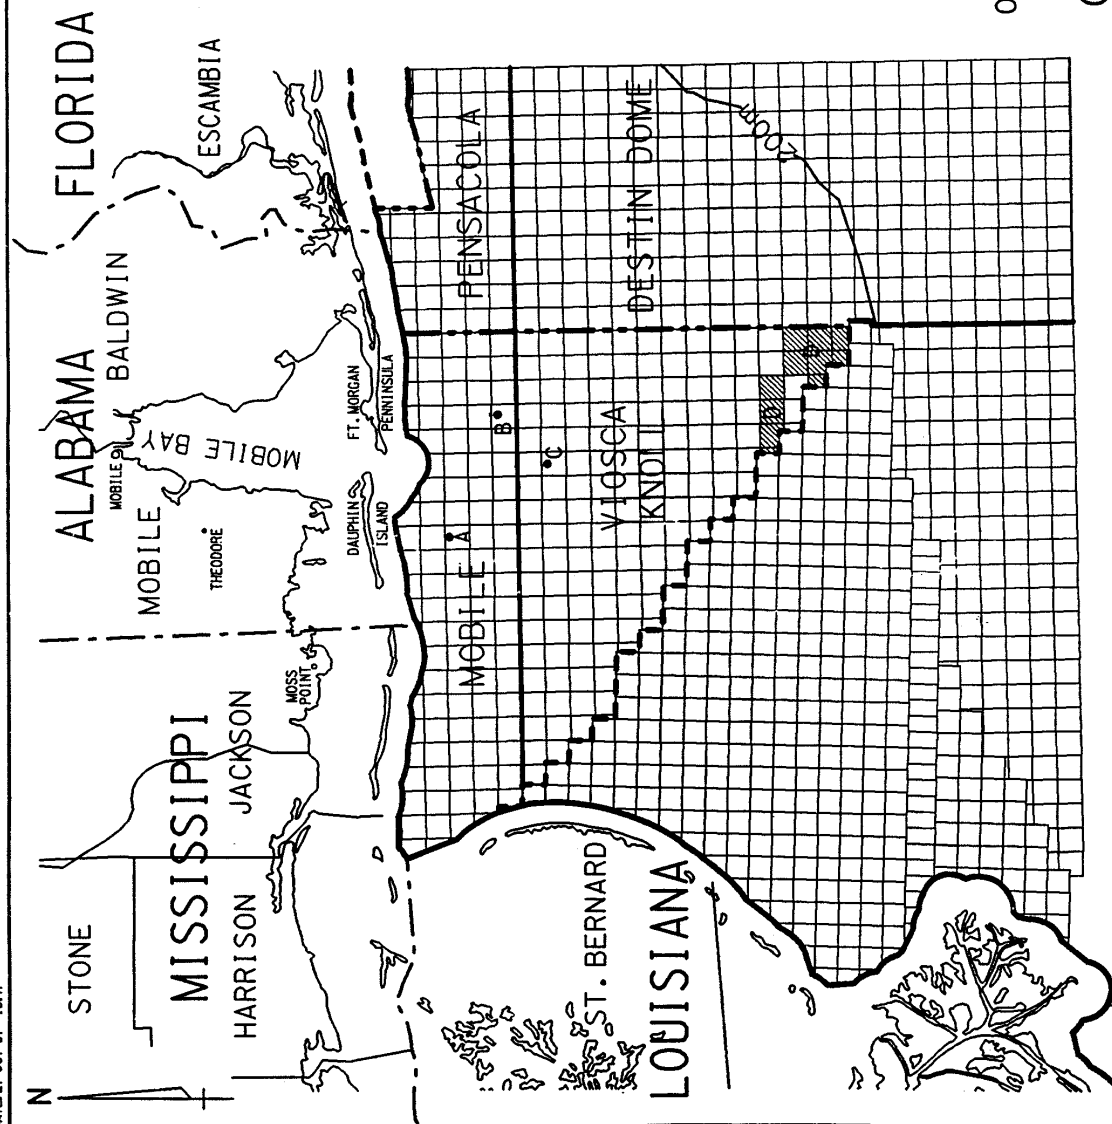 N
STONE
HARRISON
MISSISSIPPI
JACKSON
MOSS
POINT
MOBILE
THEODORE
ALABAMA
MOBILE
MOBILE BAY
BALDWIN
FLORIDA
ESCAMBIA
DAUPHIN
ISLAND
FT. MORGAN
PENNINSULA
ST. BERNARD
LOUISIANA
MOBILE
A
B
C
VIOSCA
KNOLL
PENSACOLA
DESTIN DOME
D
200m